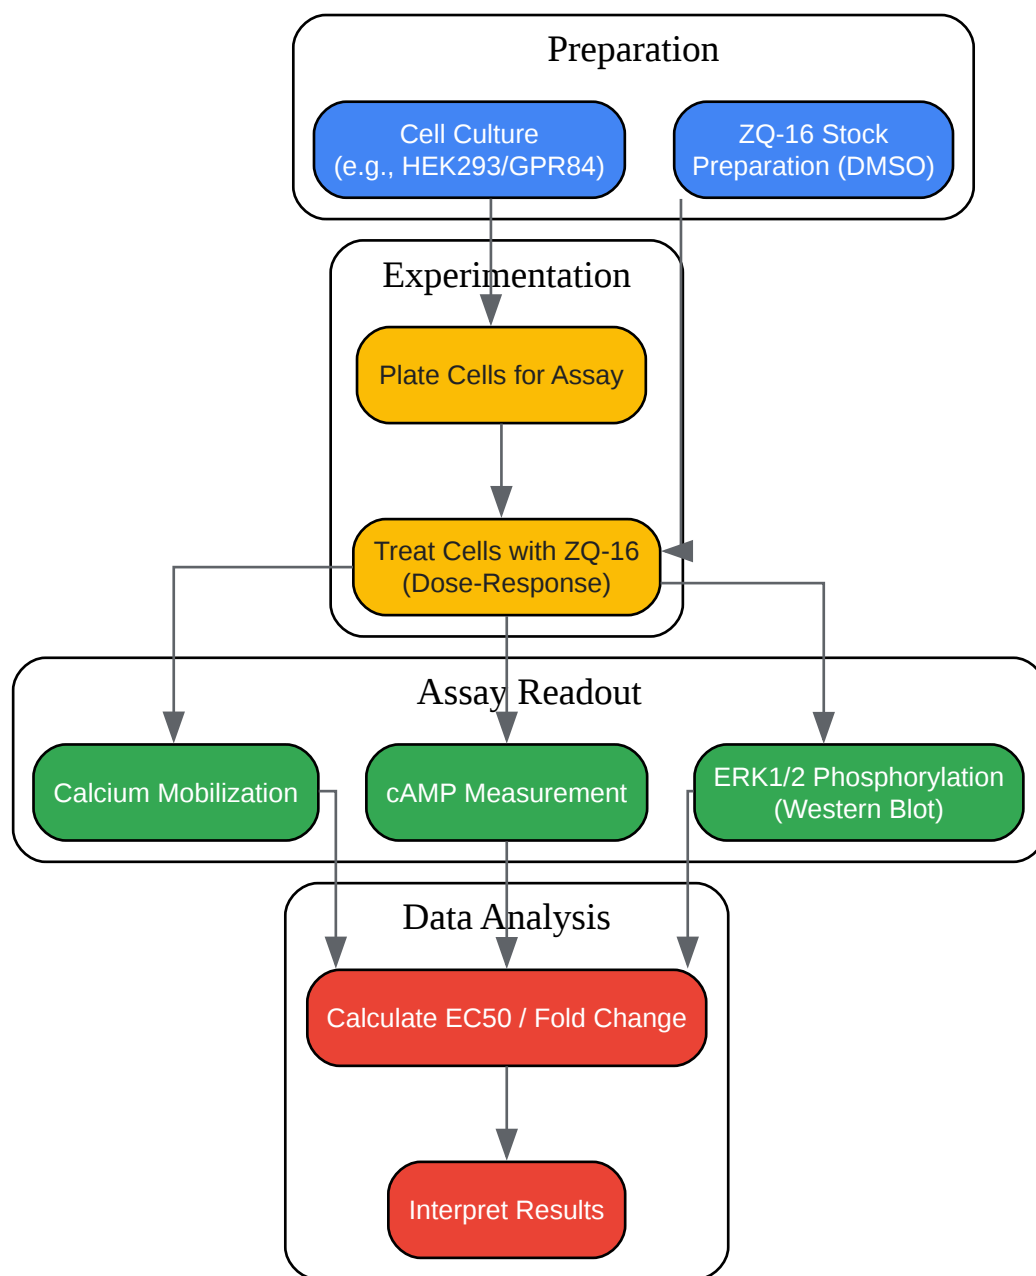 Preparation
Cell Culture
(e.g., HEK293/GPR84)
ZQ-16 Stock
Preparation (DMSO)
Experimentation
Plate Cells for Assay
Treat Cells with ZQ-16
(Dose-Response)
Assay Readout
Calcium Mobilization
cAMP Measurement
ERK1/2 Phosphorylation
(Western Blot)
Data Analysis
Calculate EC50 / Fold Change
Interpret Results